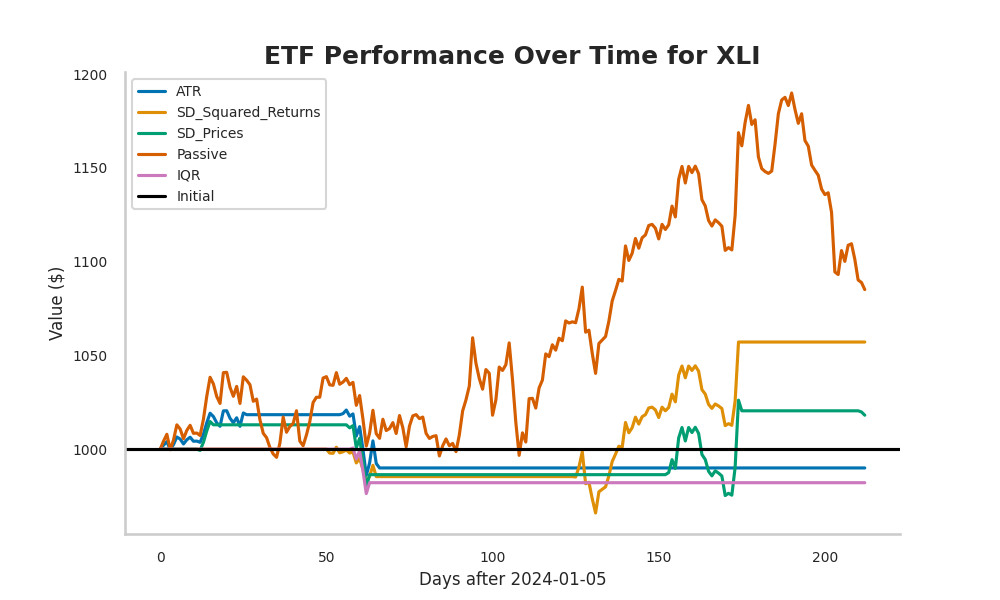 ETF Performance Over Time for XLI
1200
1150
1100
1050
1000
Value ($)
ATR
SD_Squared_Returns
SD_Prices
Passive
IQR
Initial
0 50 100 150 200
Days after 2024-01-05